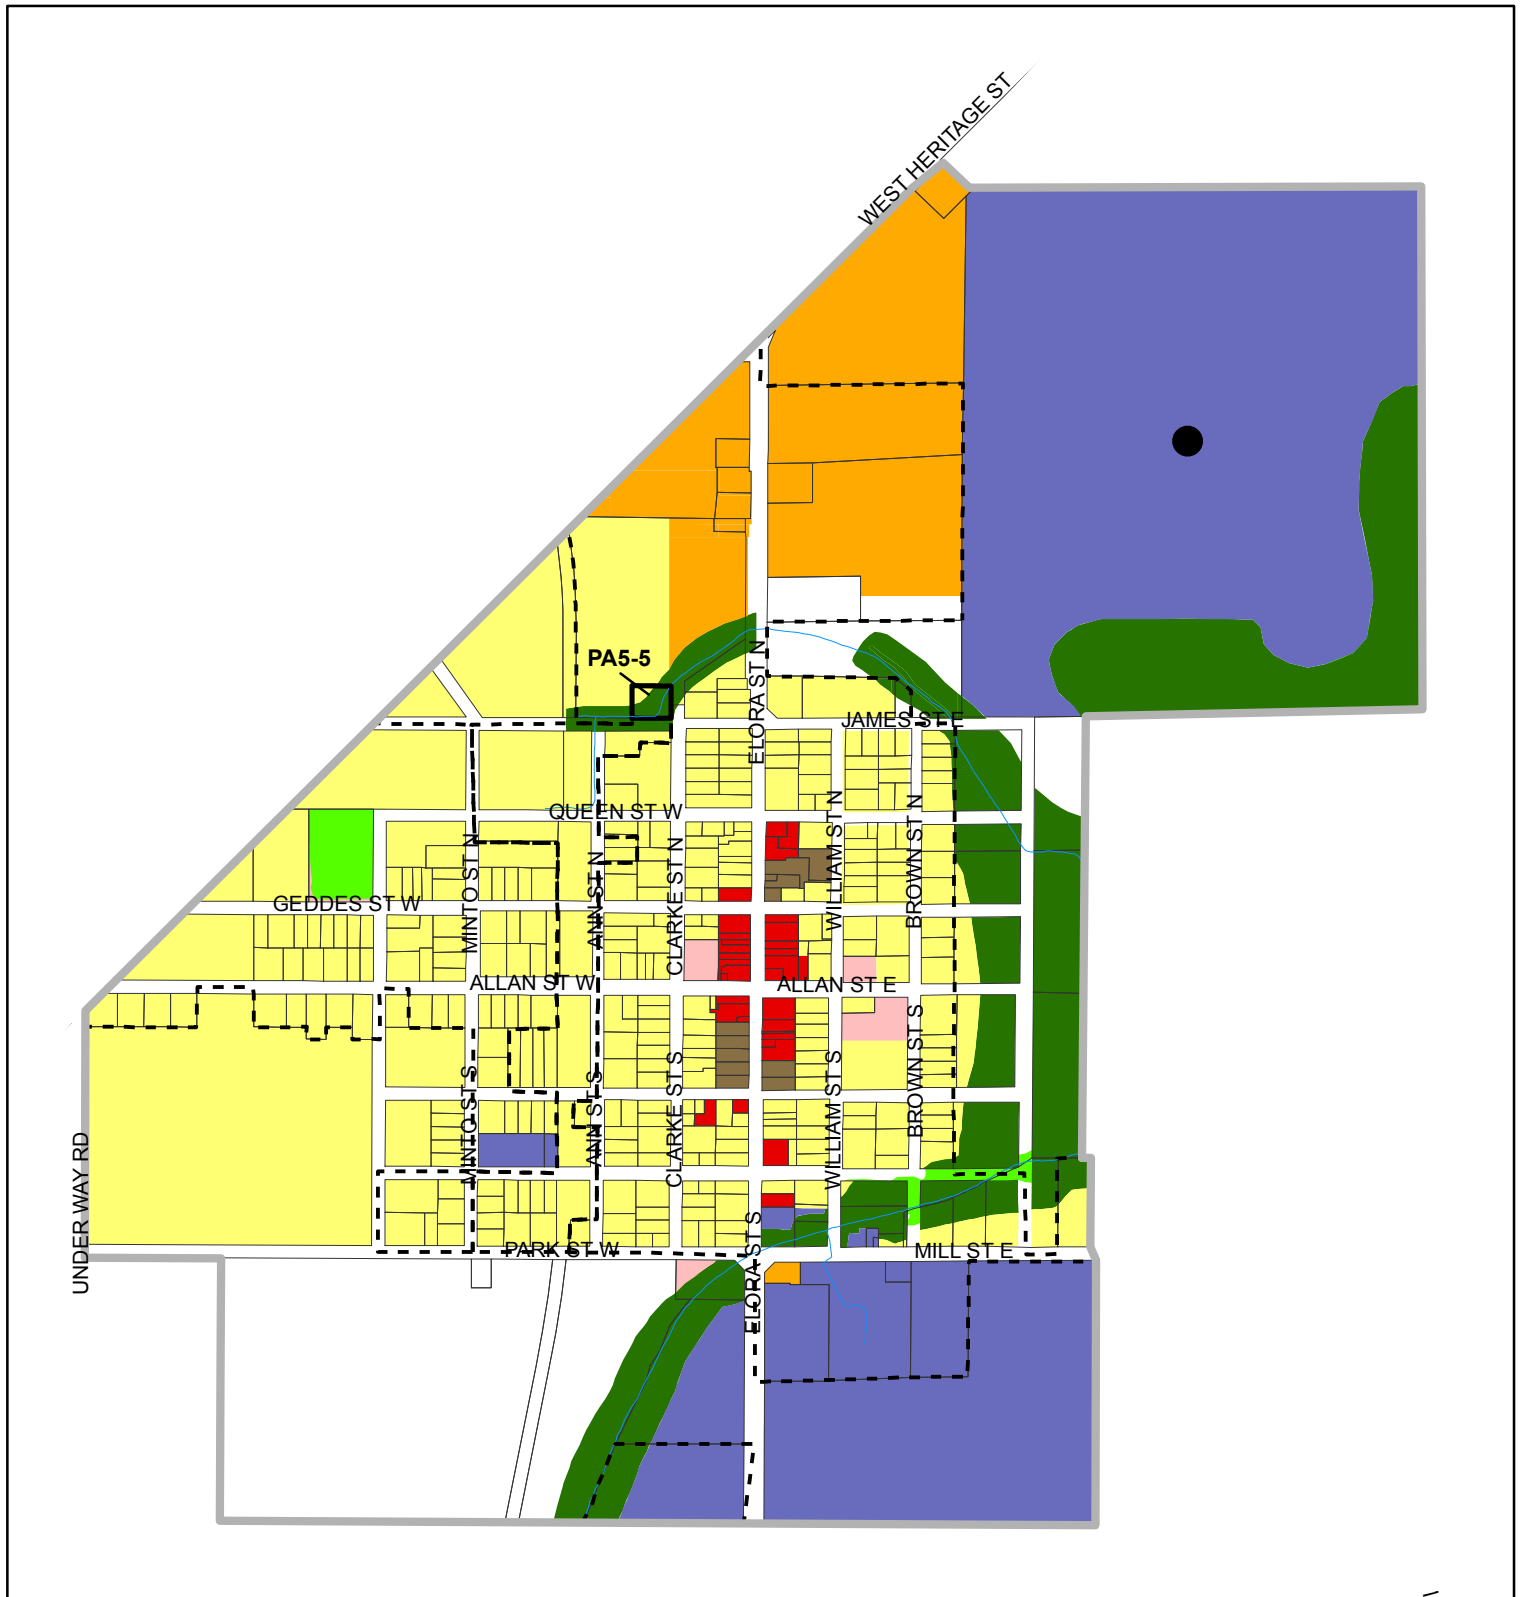 WEST HERITAGE ST
PA5-5
ELORA ST N
JAMES ST E
QUEEN ST W
MINTO ST N
ANN ST N
CLARKE ST N
WILLIAM ST N
BROWN ST N
GEDDES ST W
ALLAN ST W
ALLAN ST E
MINTO ST S
ANN ST S
CLARKE ST S
WILLIAM ST S
BROWN ST S
UNDER WAY RD
ELORA ST S
PARK ST W
MILL ST E